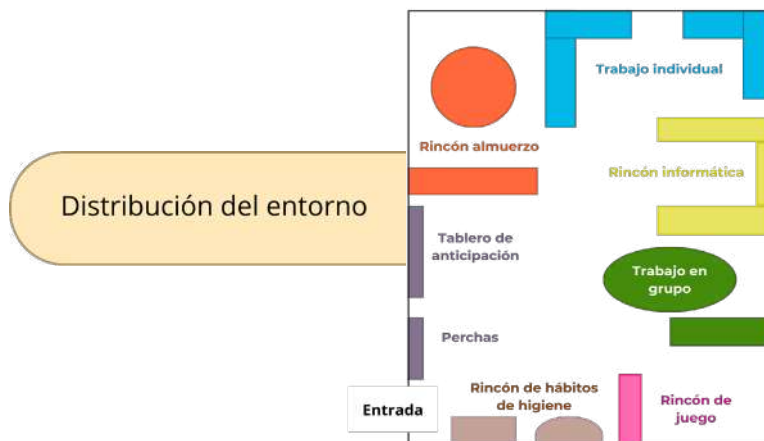 Distribución del entorno
Trabajo individual
Rincón almuerzo
Rincón informática
Tablero de
anticipación
Trabajo en
grupo
Perchas
Entrada
Rincón de hábitos
de higiene
Rincón de
juego